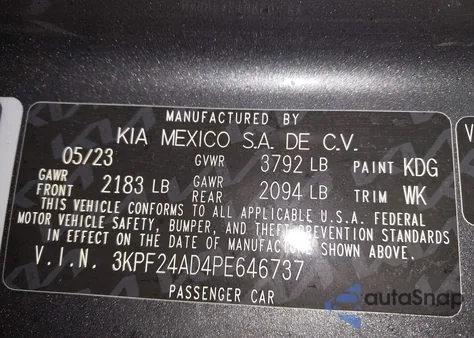 MANUFACTURED BY
KIA MEXICO S.A. DE C.V.
05/23 GVWR 3792 LB PAINT KDG
GAWR FRONT 2183 LB GAWR REAR 2094 LB TRIM WK
THIS VEHICLE CONFORMS TO ALL APPLICABLE U.S.A. FEDERAL
MOTOR VEHICLE SAFETY, BUMPER, AND THEFT PREVENTION STANDARDS
IN EFFECT ON THE DATE OF MANUFACTURE SHOWN ABOVE.
V.I.N. 3KPF24AD4PE646737
PASSENGER CAR
autoSnap